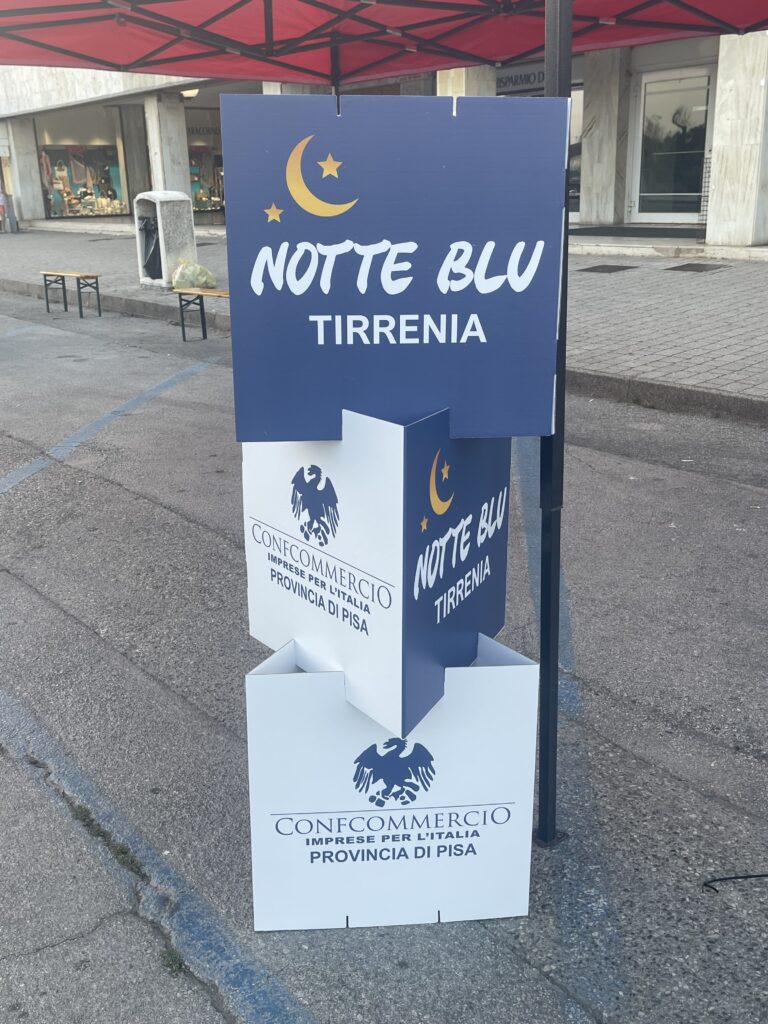 RISPARMIO D
NOTTE BLU
TIRRENIA
CONFCOMMERCIO
IMPRESE PER L'ITALIA
PROVINCIA DI PISA
NOTTE BLU
TIRRENIA
CONFCOMMERCIO
IMPRESE PER L'ITALIA
PROVINCIA DI PISA